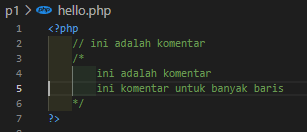 p1 > hello.php
1 <?php
2 // ini adalah komentar
3 /*
4 ini adalah komentar
5 ini komentar untuk banyak baris
6 */
7 ?>